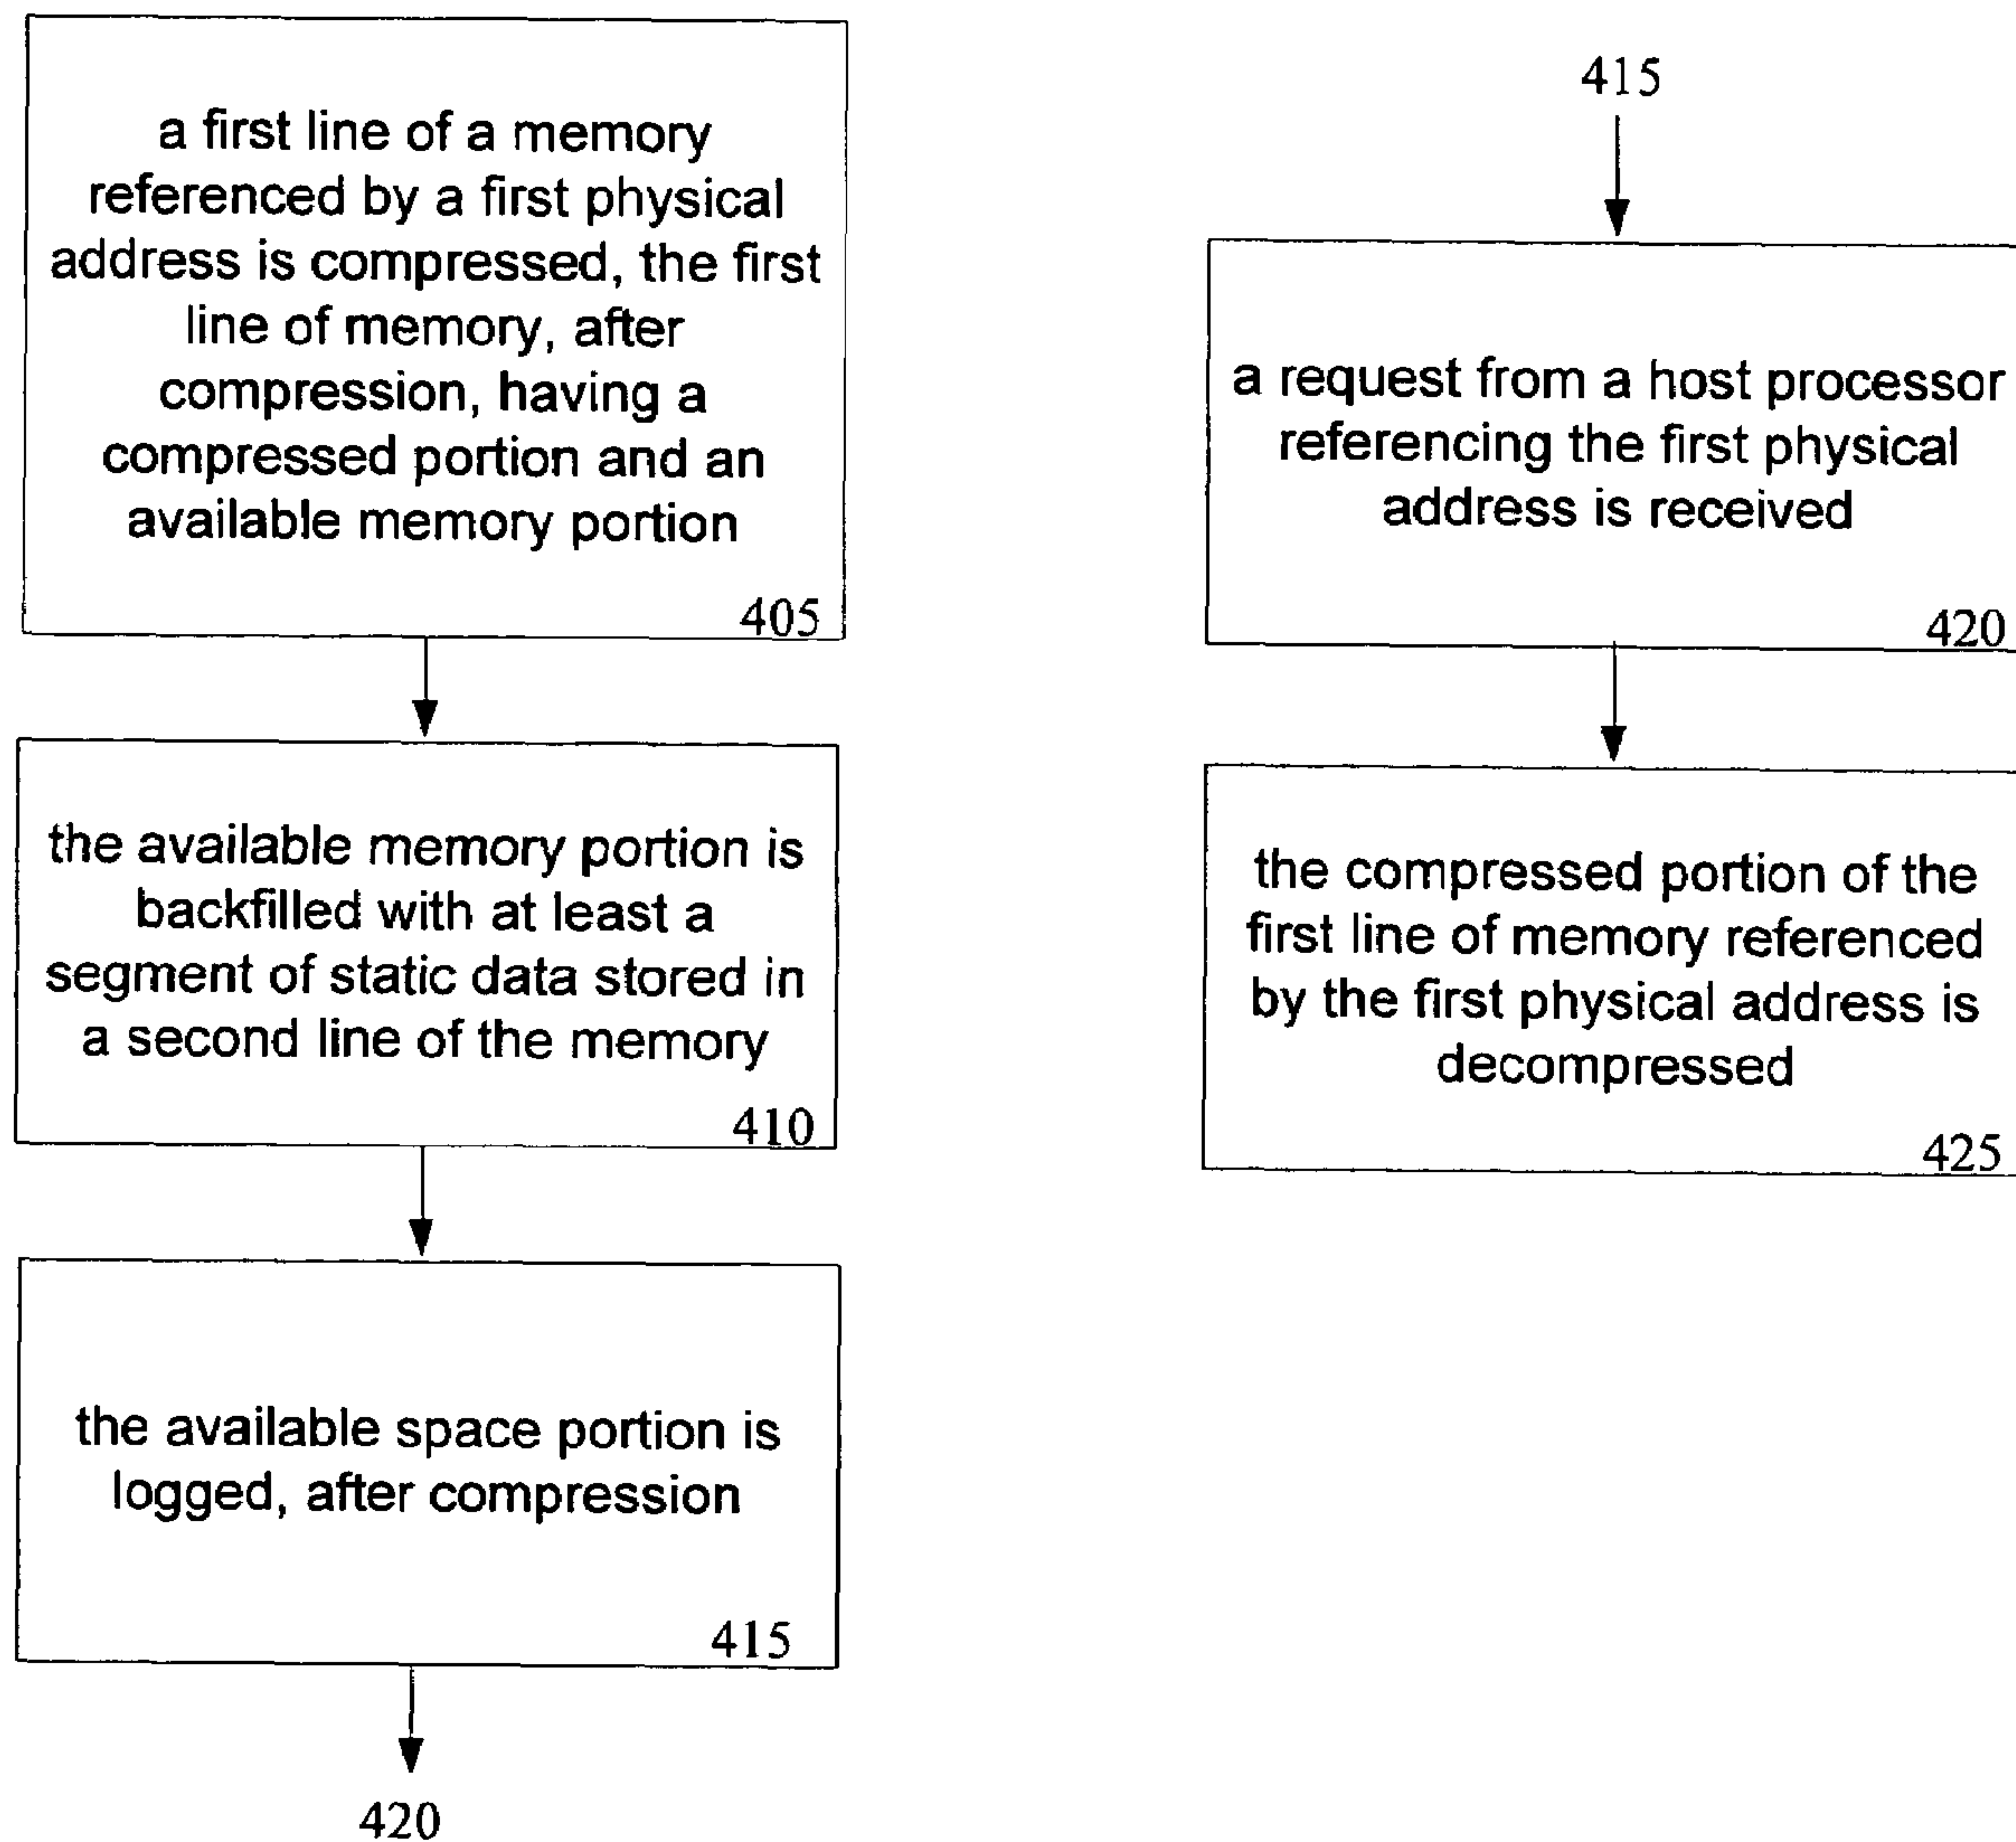 a first line of a memory
referenced by a first physical
address is compressed, the first
line of memory, after
compression, having a
compressed portion and an
available memory portion
405
the available memory portion is
backfilled with at least a
segment of static data stored in
a second line of the memory
410
the available space portion is
logged, after compression
415
420
415
a request from a host processor
referencing the first physical
address is received
420
the compressed portion of the
first line of memory referenced
by the first physical address is
decompressed
425